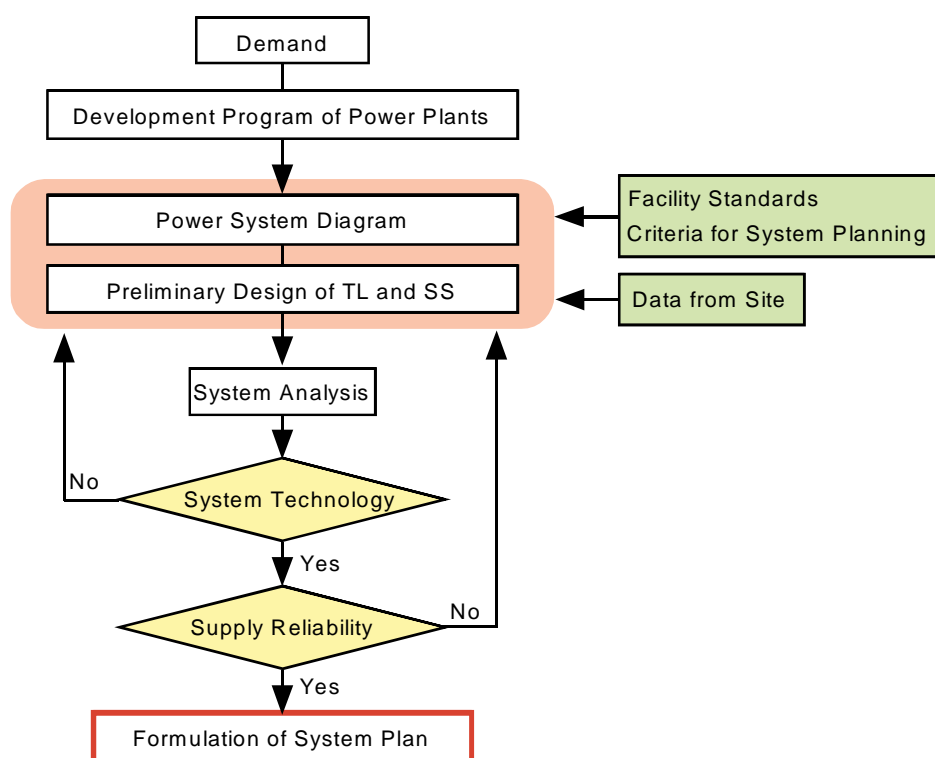 Demand
Development Program of Power Plants
Power System Diagram
Facility Standards
Criteria for System Planning
Preliminary Design of TL and SS
Data from Site
System Analysis
No
System Technology
Yes
No
Supply Reliability
Yes
Formulation of System Plan